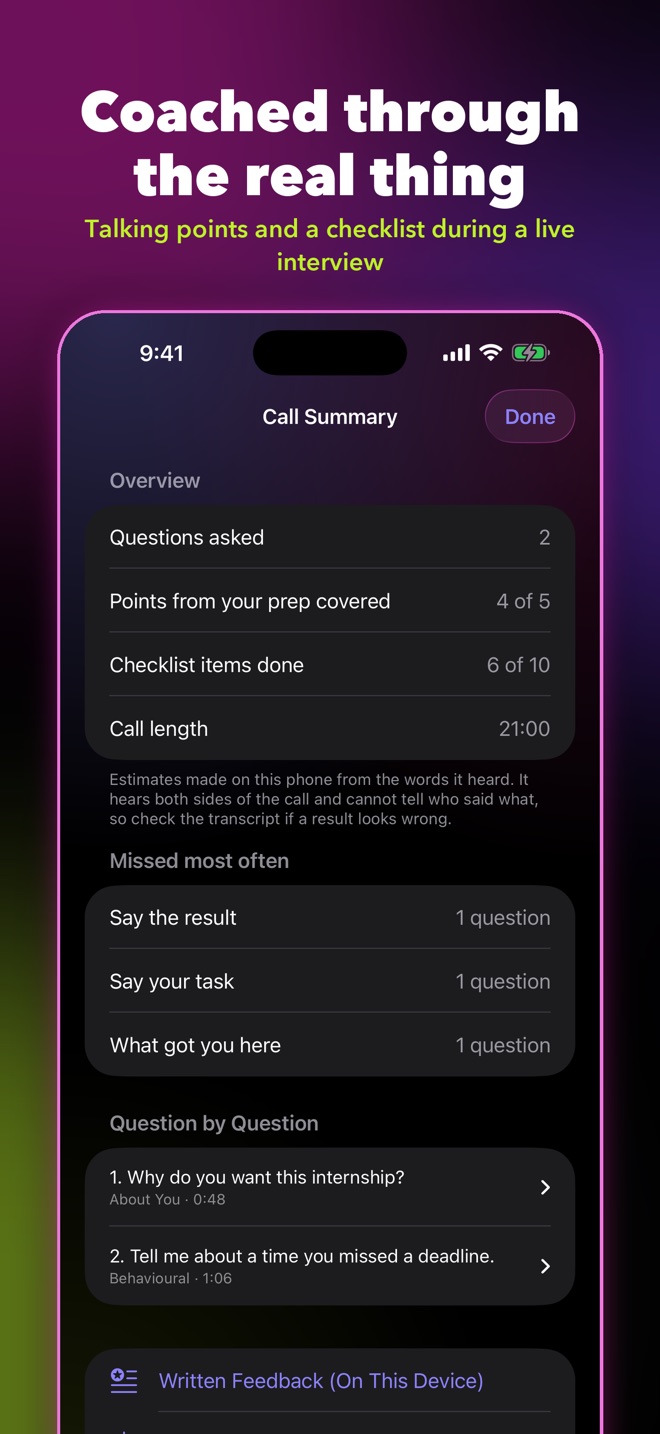 Coached through
the real thing
Talking points and a checklist during a live
interview
9:41
Call Summary
Done
Overview
Questions asked 2
Points from your prep covered 4 of 5
Checklist items done 6 of 10
Call length 21:00
Estimates made on this phone from the words it heard. It
hears both sides of the call and cannot tell who said what,
so check the transcript if a result looks wrong.
Missed most often
Say the result 1 question
Say your task 1 question
What got you here 1 question
Question by Question
1. Why do you want this internship?
About You · 0:48
2. Tell me about a time you missed a deadline.
Behavioural · 1:06
Written Feedback (On This Device)